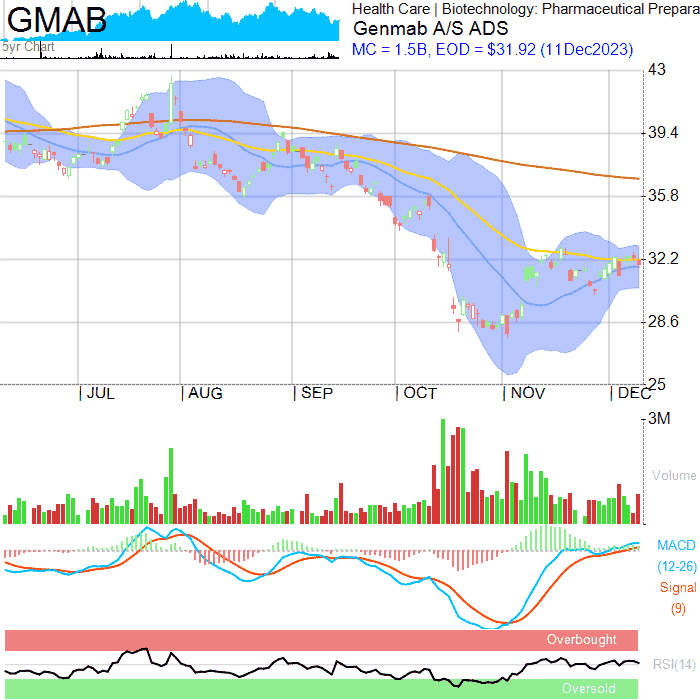 GMAB
5yr Chart
Health Care | Biotechnology: Pharmaceutical Prepara
Genmab A/S ADS
MC = 1.5B, EOD = $31.92 (11Dec2023)
43
39.4
35.8
32.2
28.6
25
JUL AUG SEP OCT NOV DEC
3M
Volume
MACD
(12-26)
Signal
(9)
Overbought
RSI(14)
Oversold